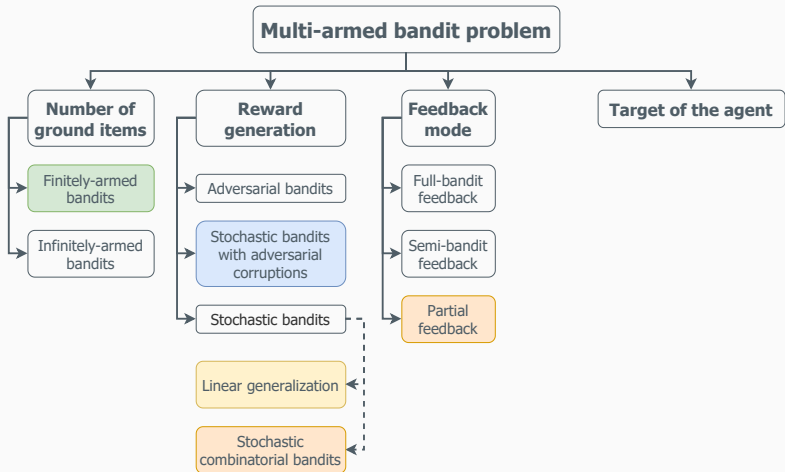 Multi-armed bandit problem
Number of
ground items
Finitely-armed
bandits
Infinitely-armed
bandits
Reward
generation
Adversarial bandits
Stochastic bandits
with adversarial
corruptions
Stochastic bandits
Linear generalization
Stochastic
combinatorial bandits
Feedback
mode
Full-bandit
feedback
Semi-bandit
feedback
Partial
feedback
Target of the agent